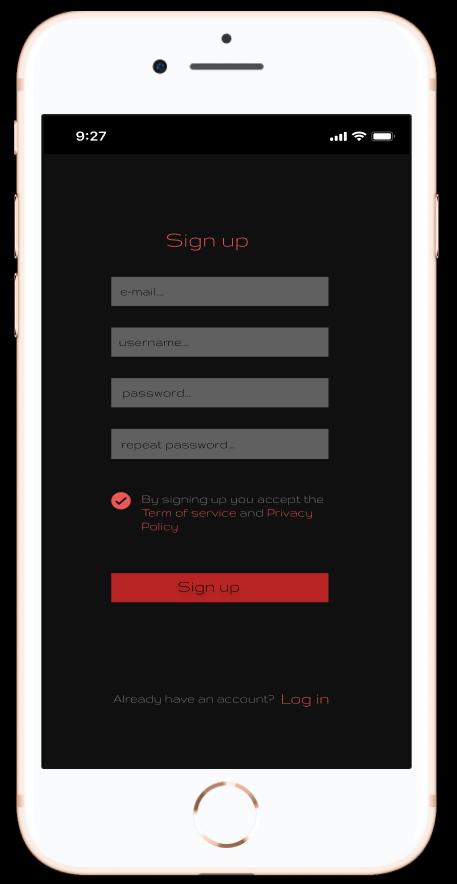 9:27
Sign up
e-mail...
username...
password...
repeat password...
By signing up you accept the
Term of service and Privacy
Policy
Sign up
Already have an account? Log in